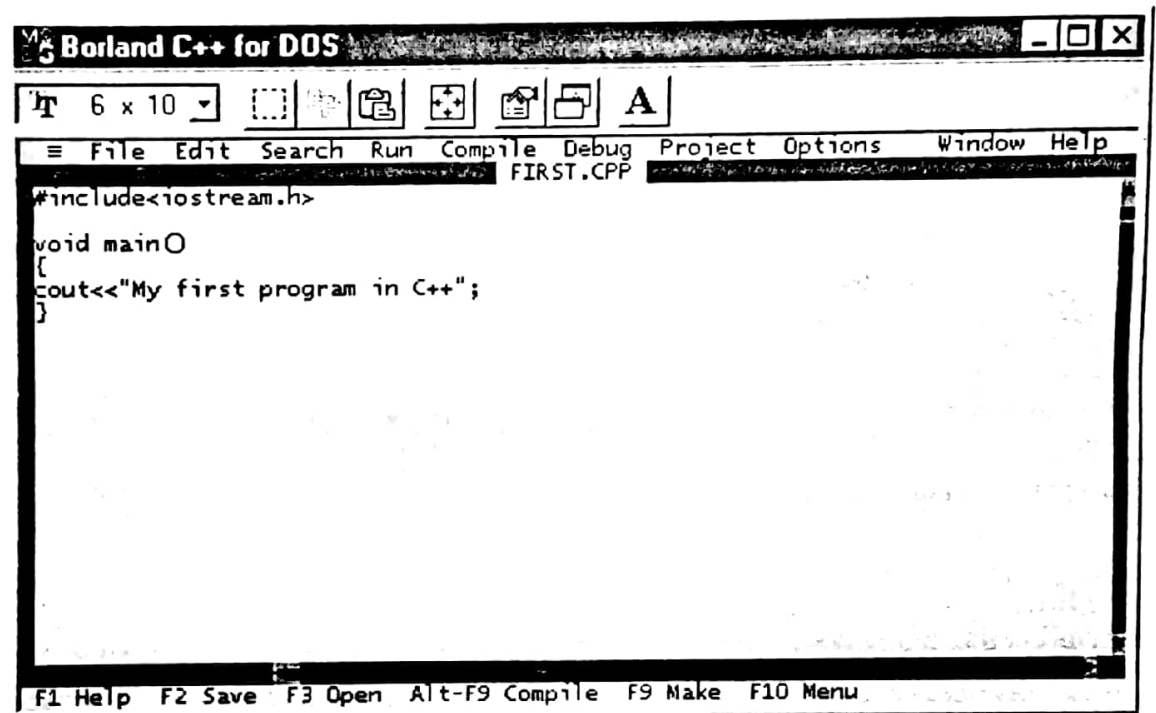 Borland C++ for DOS
6 x 10 A
≡ File Edit Search Run Compile Debug Project Options Window Help
FIRST.CPP
#include<iostream.h>
void main()
{
cout<<"My first program in C++";
}
F1 Help F2 Save F3 Open Alt-F9 Compile F9 Make F10 Menu